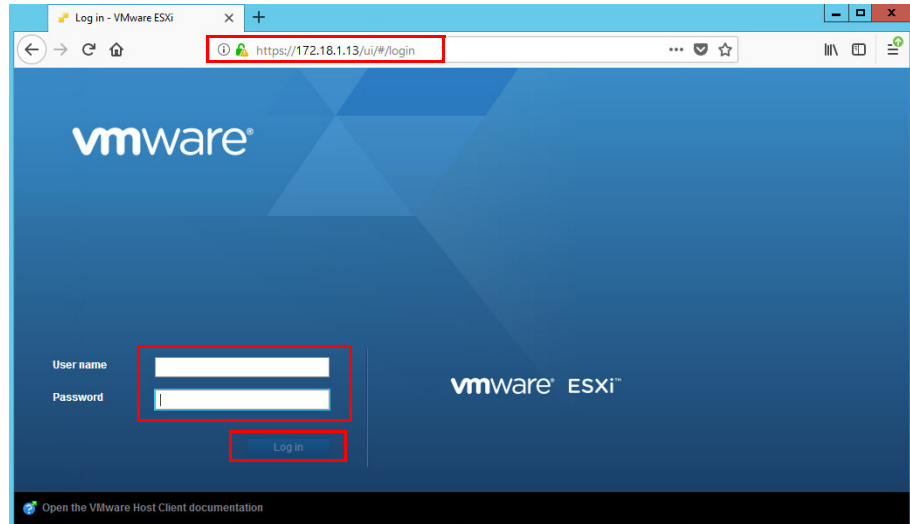 Log in - VMware ESXi
https://172.18.1.13/ui/#/login
vmware®
User name
Password
vmware® ESXi™
Log in
Open the VMware Host Client documentation